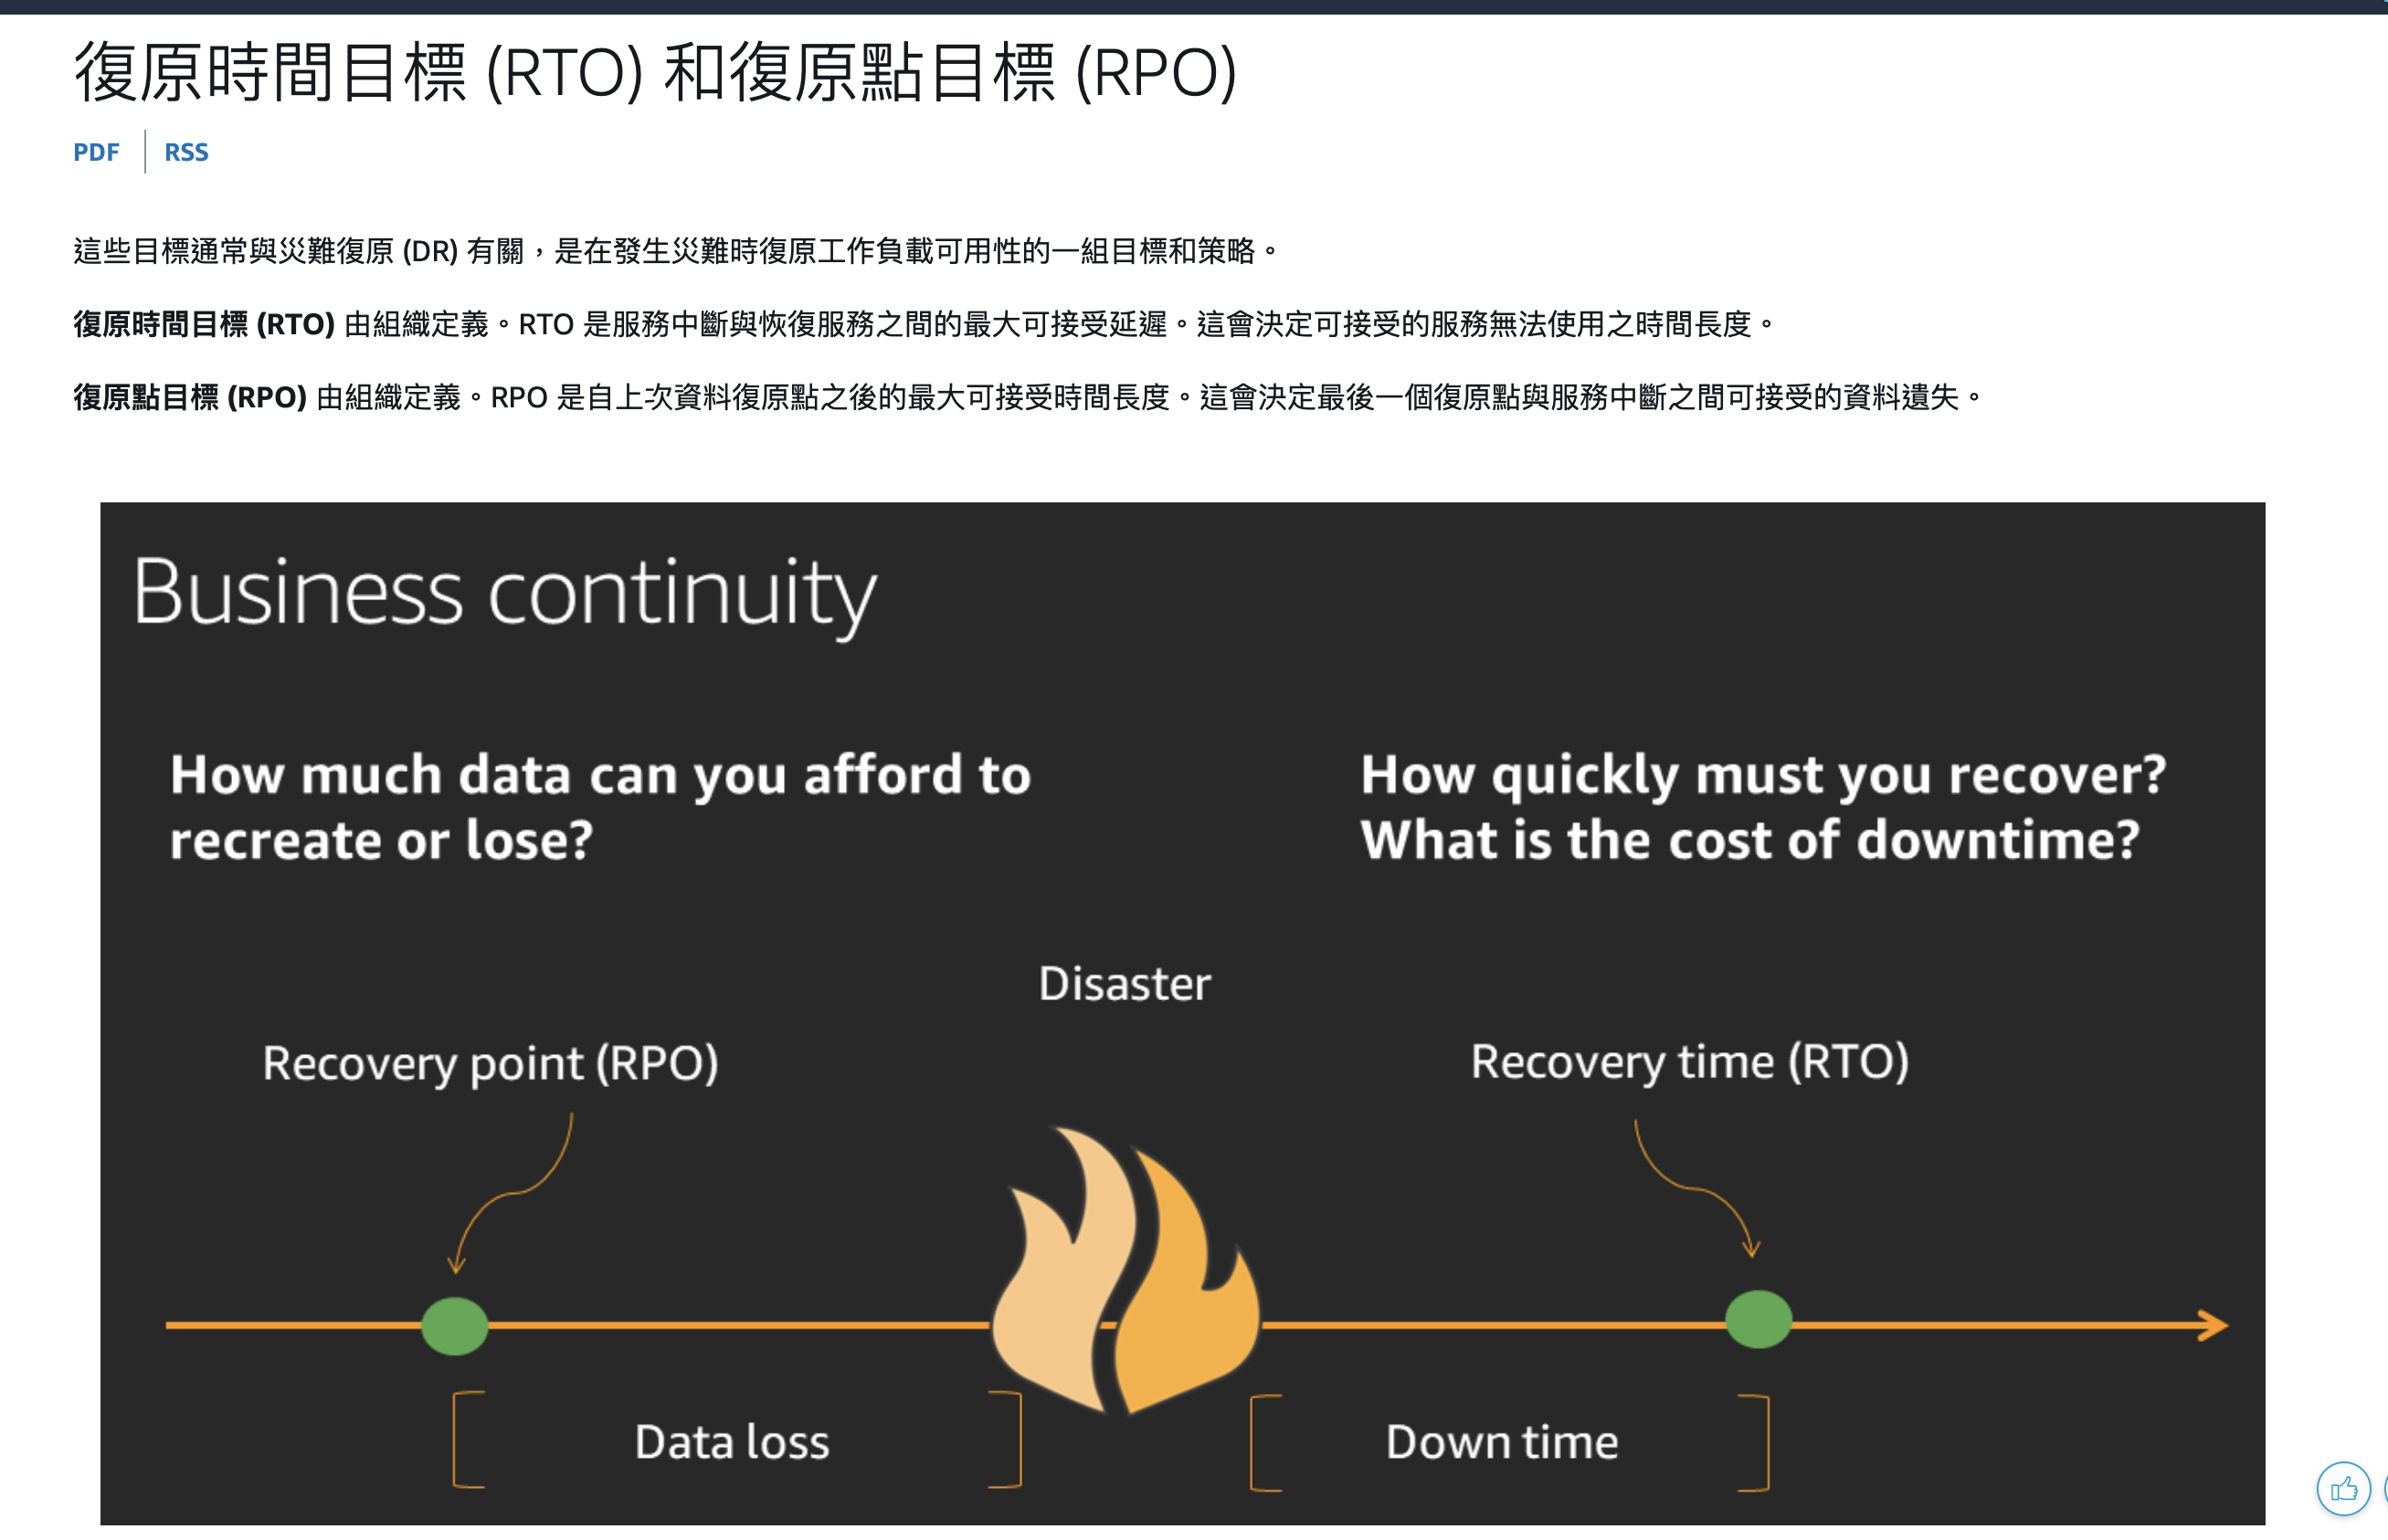 復原時間目標 (RTO) 和復原點目標 (RPO)
PDF
RSS
這些目標通常與災難復原 (DR) 有關，是在發生災難時復原工作負載可用性的一組目標和策略。
復原時間目標 (RTO) 由組織定義。RTO 是服務中斷與恢復服務之間的最大可接受延遲。這會決定可接受的服務無法使用之時間長度。
復原點目標 (RPO) 由組織定義。RPO 是自上次資料復原點之後的最大可接受時間長度。這會決定最後一個復原點與服務中斷之間可接受的資料遺失。
Business continuity
How much data can you afford to
recreate or lose?
How quickly must you recover?
What is the cost of downtime?
Disaster
Recovery point (RPO)
Recovery time (RTO)
Data loss
Down time